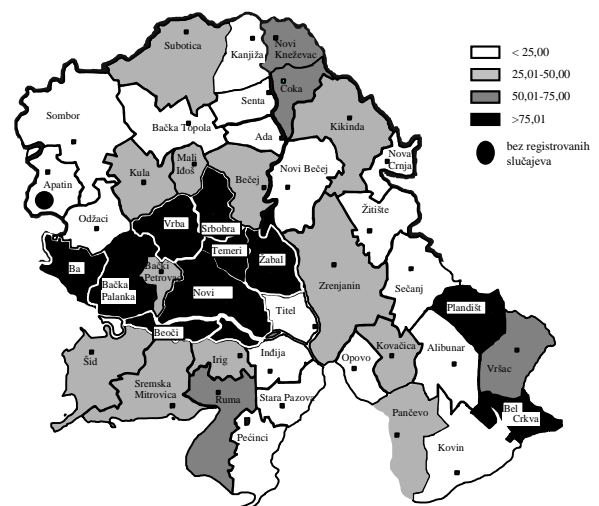 Subotica
Kanjiža
Novi
Kneževac
< 25,00
25,01-50,00
50,01-75,00
>75,01
bez registrovanih
slučajeva
Sombor
Senta
Coka
Bačka Topola
Ada
Kikinda
Apatin
Kula
Mali
Idoš
Bečej
Novi Bečej
Nova
Crnja
Odžaci
Vrba
Srbobra
Žitište
Temeri
Žabal
Ba
Bačka
Palanka
Bački
Petrovac
Novi
Zrenjanin
Sečanj
Titel
Plandišt
Beoči
Šid
Irig
Inđija
Opovo
Kovačica
Alibunar
Vršac
Sremska
Mitrovica
Ruma
Stara Pazova
Pančevo
Bel
Crkva
Pećinci
Kovin